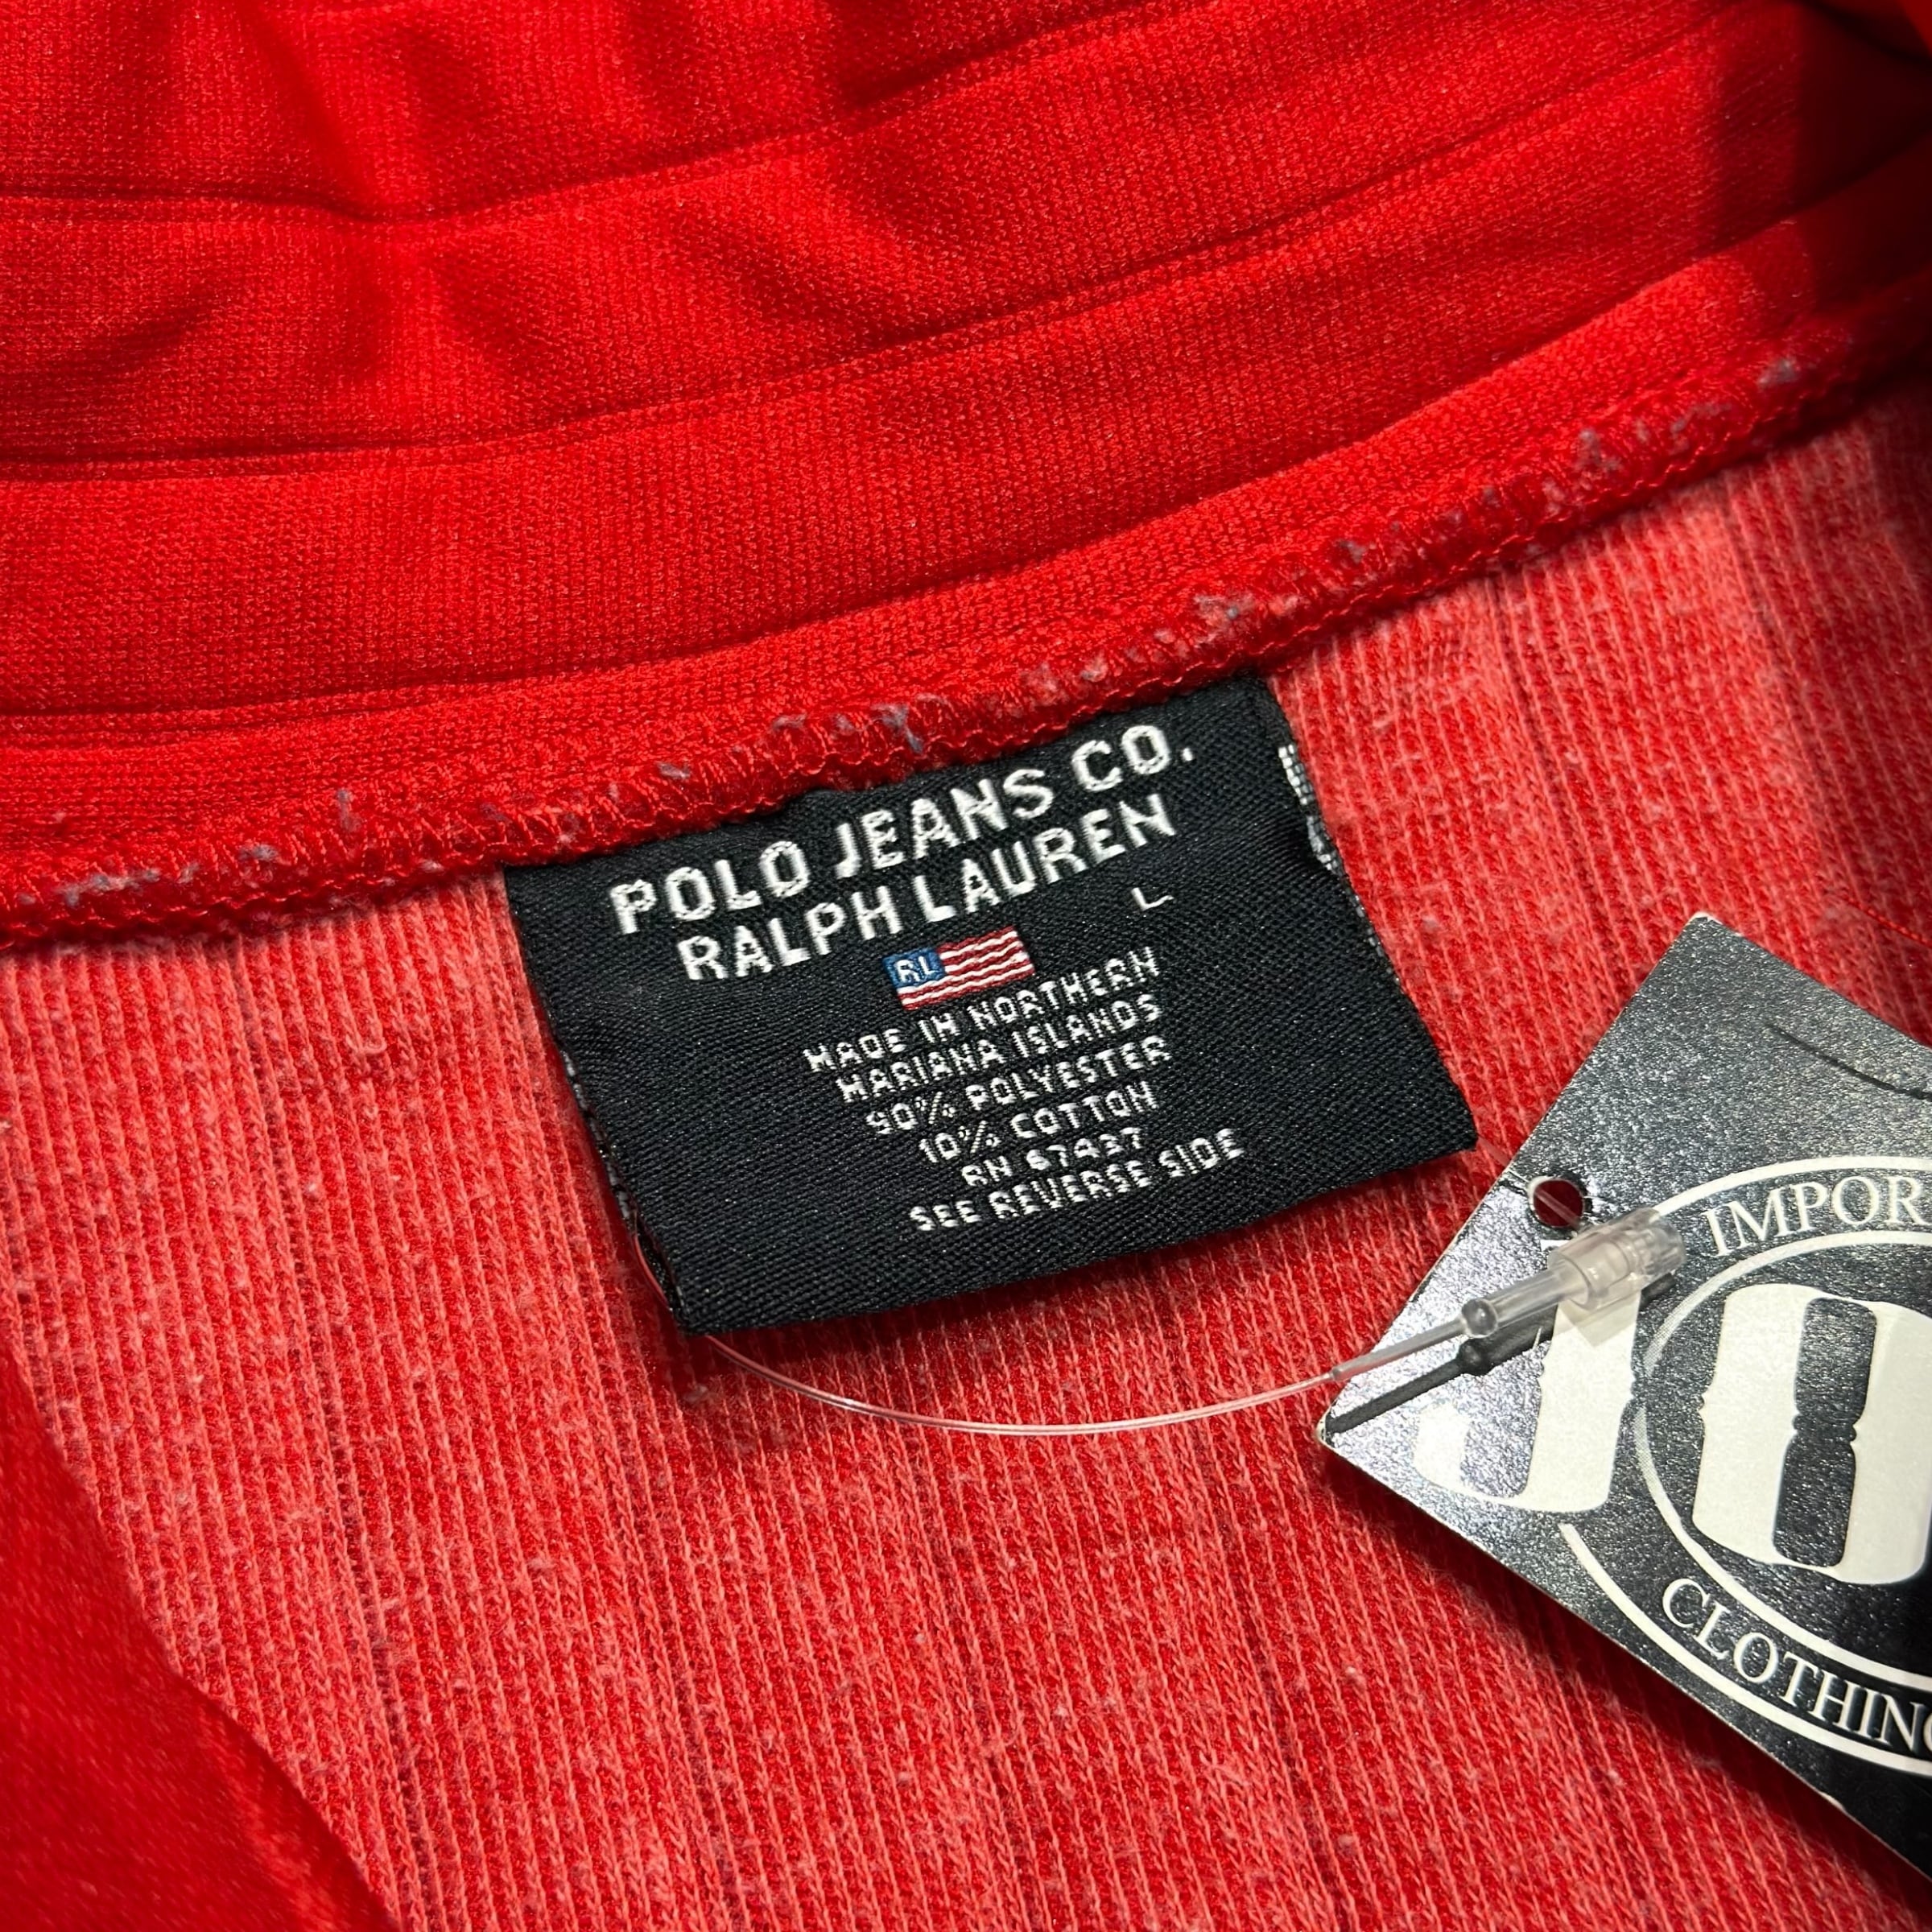 POLO JEANS CO.
RALPH LAUREN
L
RL
MADE IN NORTHERN
MARIANA ISLANDS
90% POLYESTER
10% COTTON
RN 67437
SEE REVERSE SIDE
IMPOR
JO
CLOTHING